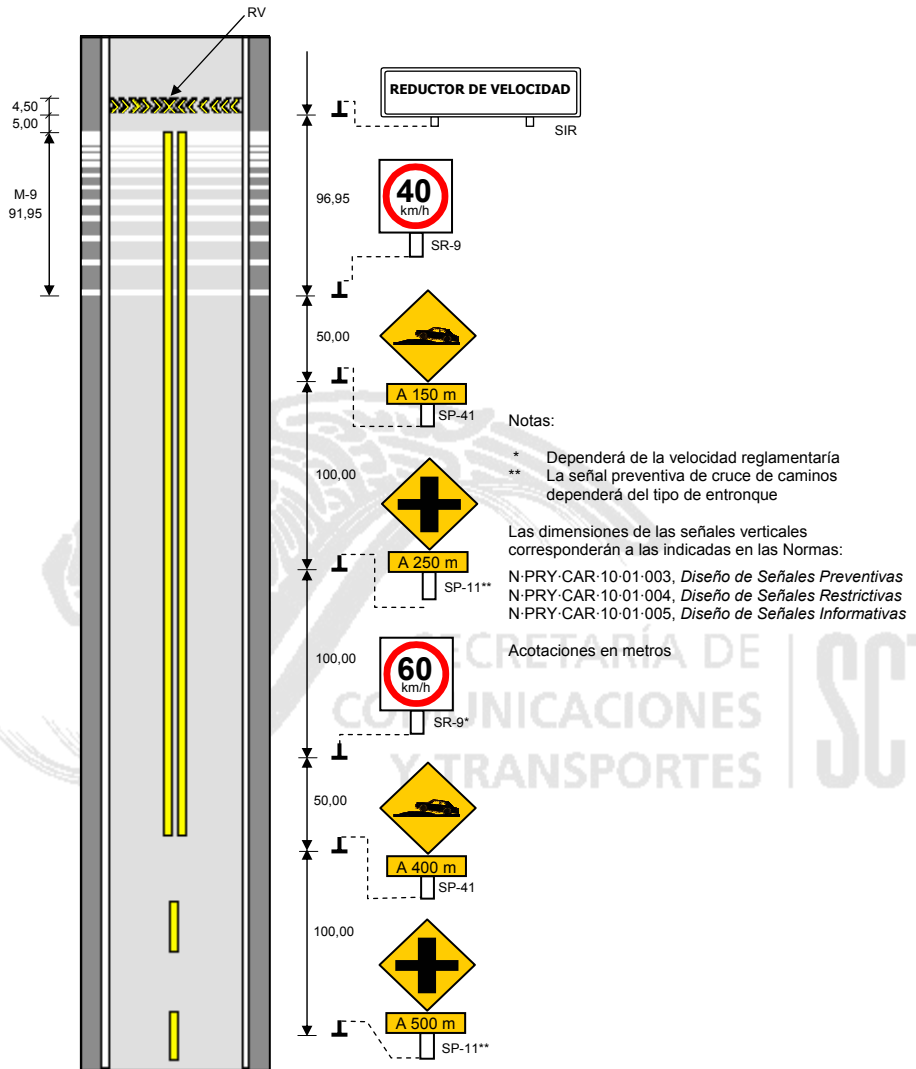 RV
4,50
5,00
M-9
91,95
REDUCTOR DE VELOCIDAD
SIR
96,95
40
km/h
SR-9
50,00
A 150 m
SP-41
100,00
A 250 m
SP-11**
100,00
60
km/h
SR-9*
50,00
A 400 m
SP-41
100,00
A 500 m
SP-11**
Notas:
* Dependerá de la velocidad reglamentaría
** La señal preventiva de cruce de caminos
dependerá del tipo de entronque
Las dimensiones de las señales verticales
corresponderán a las indicadas en las Normas:
N·PRY·CAR·10·01·003, Diseño de Señales Preventivas
N·PRY·CAR·10·01·004, Diseño de Señales Restrictivas
N·PRY·CAR·10·01·005, Diseño de Señales Informativas
Acotaciones en metros
SECRETARÍA DE
COMUNICACIONES
Y TRANSPORTES
SCT